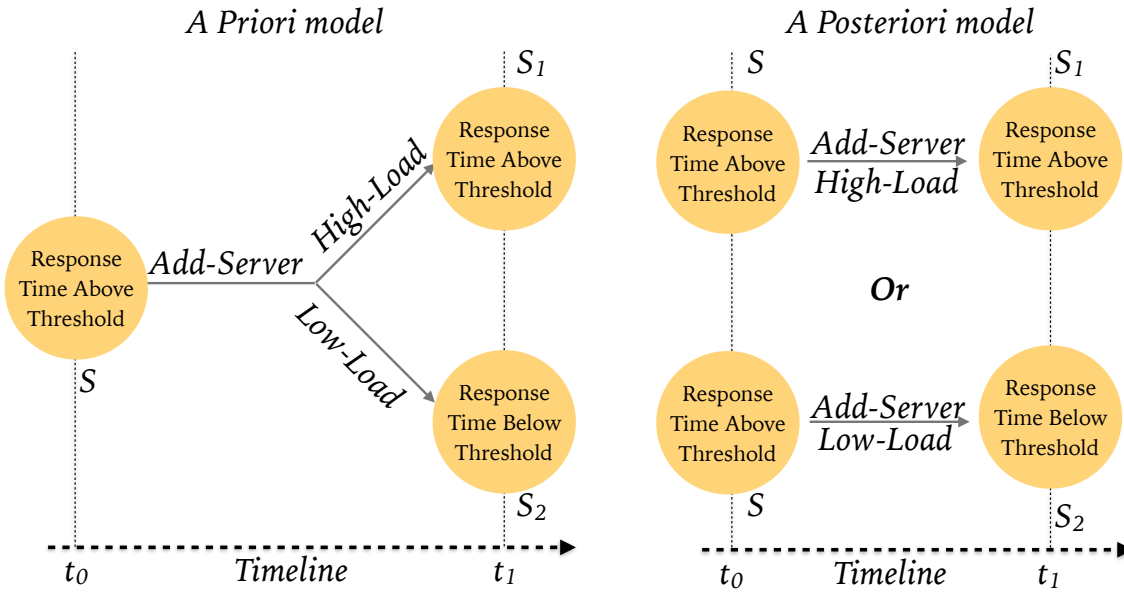 A Priori model
S1
Response
Time Above
Threshold
High-Load
Response
Time Above
Threshold
Add-Server
S
Low-Load
Response
Time Below
Threshold
S2
t0
Timeline
t1
A Posteriori model
S
S1
Response
Time Above
Threshold
Add-Server
High-Load
Response
Time Above
Threshold
Or
Response
Time Above
Threshold
Add-Server
Low-Load
Response
Time Below
Threshold
S
S2
t0
Timeline
t1